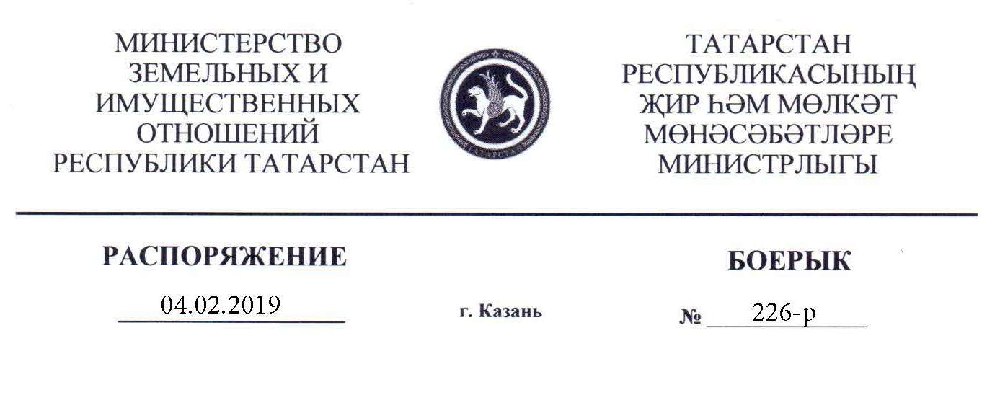 МИНИСТЕРСТВО
ЗЕМЕЛЬНЫХ И
ИМУЩЕСТВЕННЫХ
ОТНОШЕНИЙ
РЕСПУБЛИКИ ТАТАРСТАН
ТАТАРСТАН
ТАТАРСТАН
РЕСПУБЛИКАСЫНЫҢ
ҖИР ҺӘМ МӨЛКӘТ
МӨНӘСӘБӘТЛӘРЕ
МИНИСТРЛЫГЫ
РАСПОРЯЖЕНИЕ
БОЕРЫК
04.02.2019
г. Казань
№ 226-р